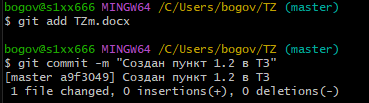 bogov@s1xx666 MINGW64 /C/Users/bogov/TZ (master)
$ git add TZm.docx
bogov@s1xx666 MINGW64 /C/Users/bogov/TZ (master)
$ git commit -m "Создан пункт 1.2 в ТЗ"
[master a9f3049] Создан пункт 1.2 в ТЗ
1 file changed, 0 insertions(+), 0 deletions(-)